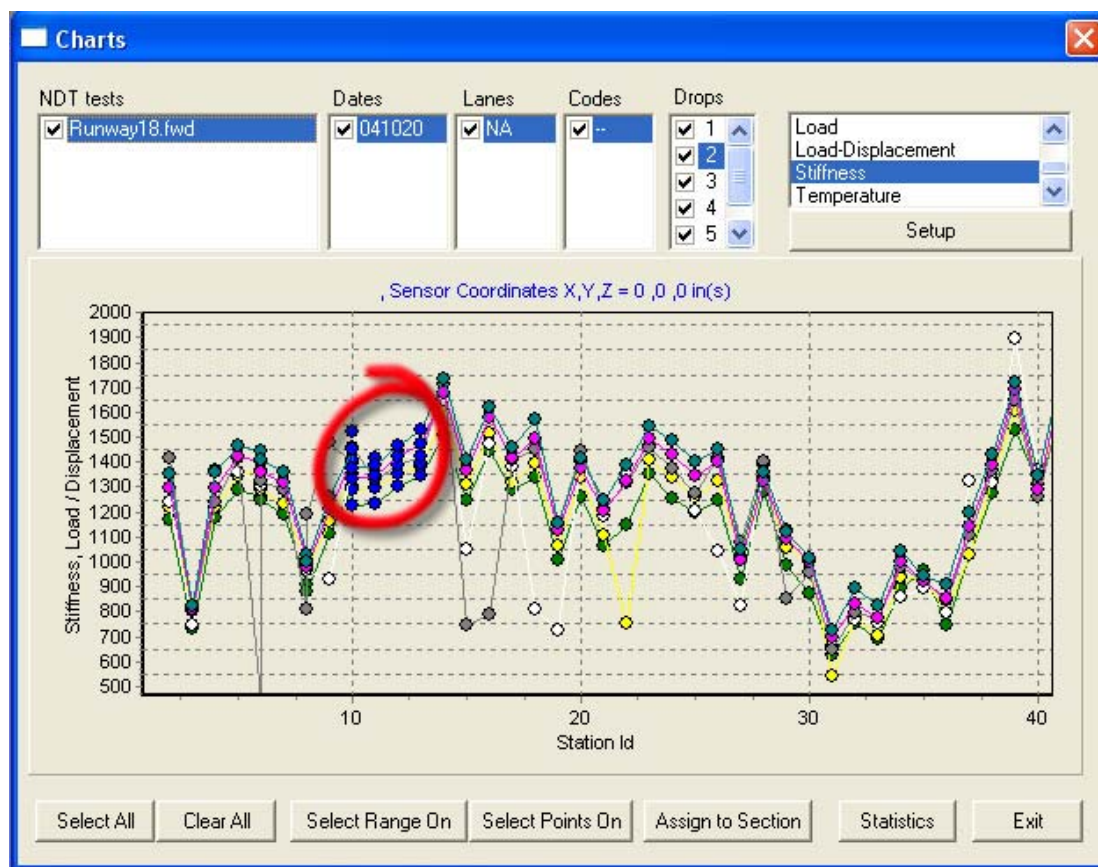 Charts
NDT tests
Dates
Lanes
Codes
Drops
Runway18.fwd
041020
NA
--
1
2
3
4
5
Load
Load-Displacement
Stiffness
Temperature
Setup
, Sensor Coordinates X,Y,Z = 0 ,0 ,0 in(s)
Stiffness, Load / Displacement
2000
1900
1800
1700
1600
1500
1400
1300
1200
1100
1000
900
800
700
600
500
10
20
30
40
Station Id
Select All
Clear All
Select Range On
Select Points On
Assign to Section
Statistics
Exit